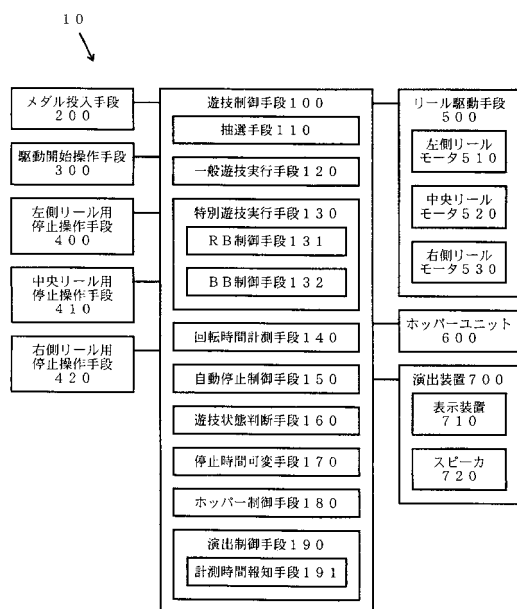 １０
メダル投入手段
２００
駆動開始操作手段
３００
左側リール用
停止操作手段
４００
中央リール用
停止操作手段
４１０
右側リール用
停止操作手段
４２０
遊技制御手段１００
抽選手段１１０
一般遊技実行手段１２０
特別遊技実行手段１３０
ＲＢ制御手段１３１
ＢＢ制御手段１３２
回転時間計測手段１４０
自動停止制御手段１５０
遊技状態判断手段１６０
停止時間可変手段１７０
ホッパー制御手段１８０
演出制御手段１９０
計測時間報知手段１９１
リール駆動手段
５００
左側リール
モータ５１０
中央リール
モータ５２０
右側リール
モータ５３０
ホッパーユニット
６００
演出装置７００
表示装置
７１０
スピーカ
７２０